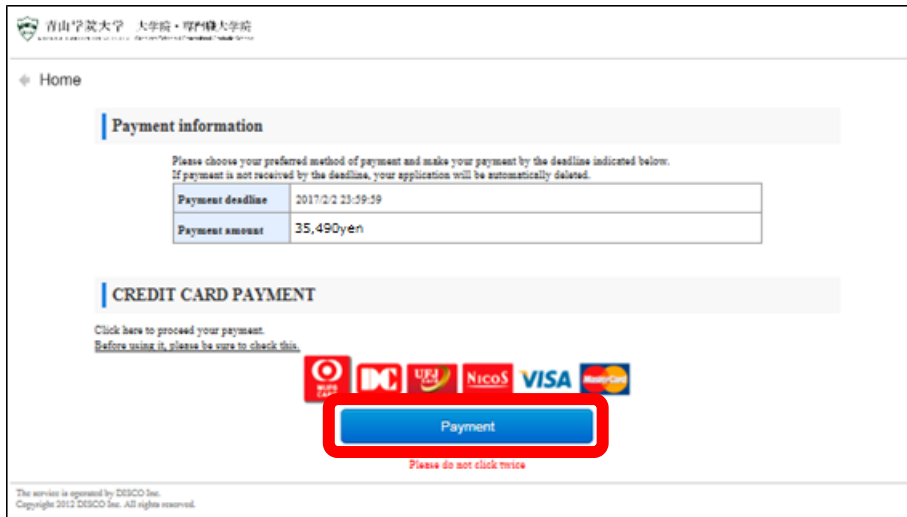 青山学院大学 大学院・専門職大学院
Home
Payment information
Please choose your preferred method of payment and make your payment by the deadline indicated below.
If payment is not received by the deadline, your application will be automatically deleted.
Payment deadline 2017/2/2 23:59:59
Payment amount 35,490yen
CREDIT CARD PAYMENT
Click here to proceed your payment.
Before using it, please be sure to check this.
MUFG CARD DC UFJ Card NICOS VISA MasterCard
Payment
Please do not click twice
The service is operated by DISCO Inc.
Copyright 2012 DISCO Inc. All rights reserved.